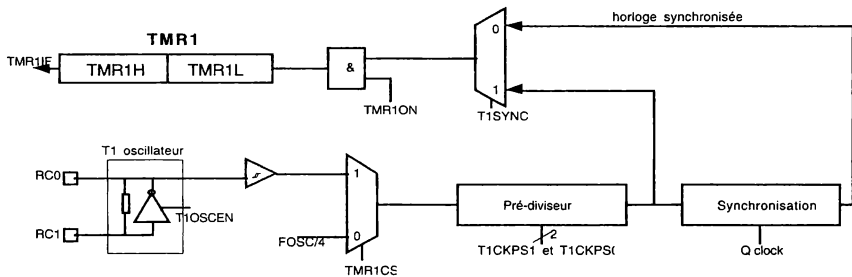 horloge synchronisée
TMR1
0
TMR1IF
TMR1H
TMR1L
&
1
TMR1ON
T1SYNC
T1 oscillateur
RC0
1
Pré-diviseur
Synchronisation
T1OSCEN
RC1
FOSC/4
0
2
T1CKPS1 et T1CKPS(
Q clock
TMR1CS